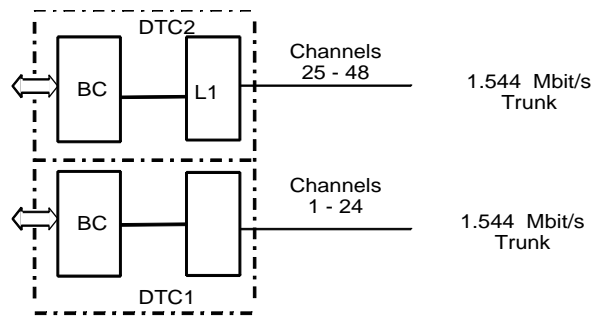 DTC2
Channels
25 - 48
BC
L1
1.544 Mbit/s
Trunk
Channels
1 - 24
BC
1.544 Mbit/s
Trunk
DTC1